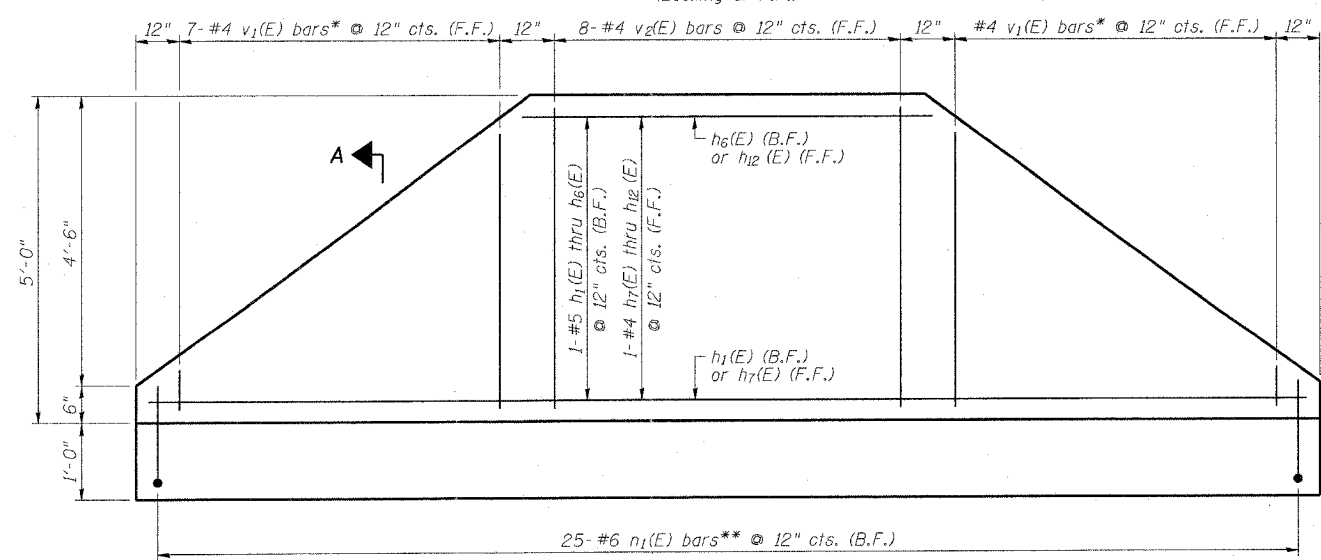 12" 7-#4 v1(E) bars* @ 12" cts. (F.F.) 12" 8-#4 v2(E) bars @ 12" cts. (F.F.) 12" #4 v1(E) bars* @ 12" cts. (F.F.) 12"
A
h6(E) (B.F.)
or h12 (E) (F.F.)
5'-0"
4'-6"
1-#5 h1(E) thru h6(E)
@ 12" cts. (B.F.)
1-#4 h7(E) thru h12 (E)
@ 12" cts. (F.F.)
h1(E) (B.F.)
or h7(E) (F.F.)
6"
1'-0"
25-#6 n1(E) bars** @ 12" cts. (B.F.)